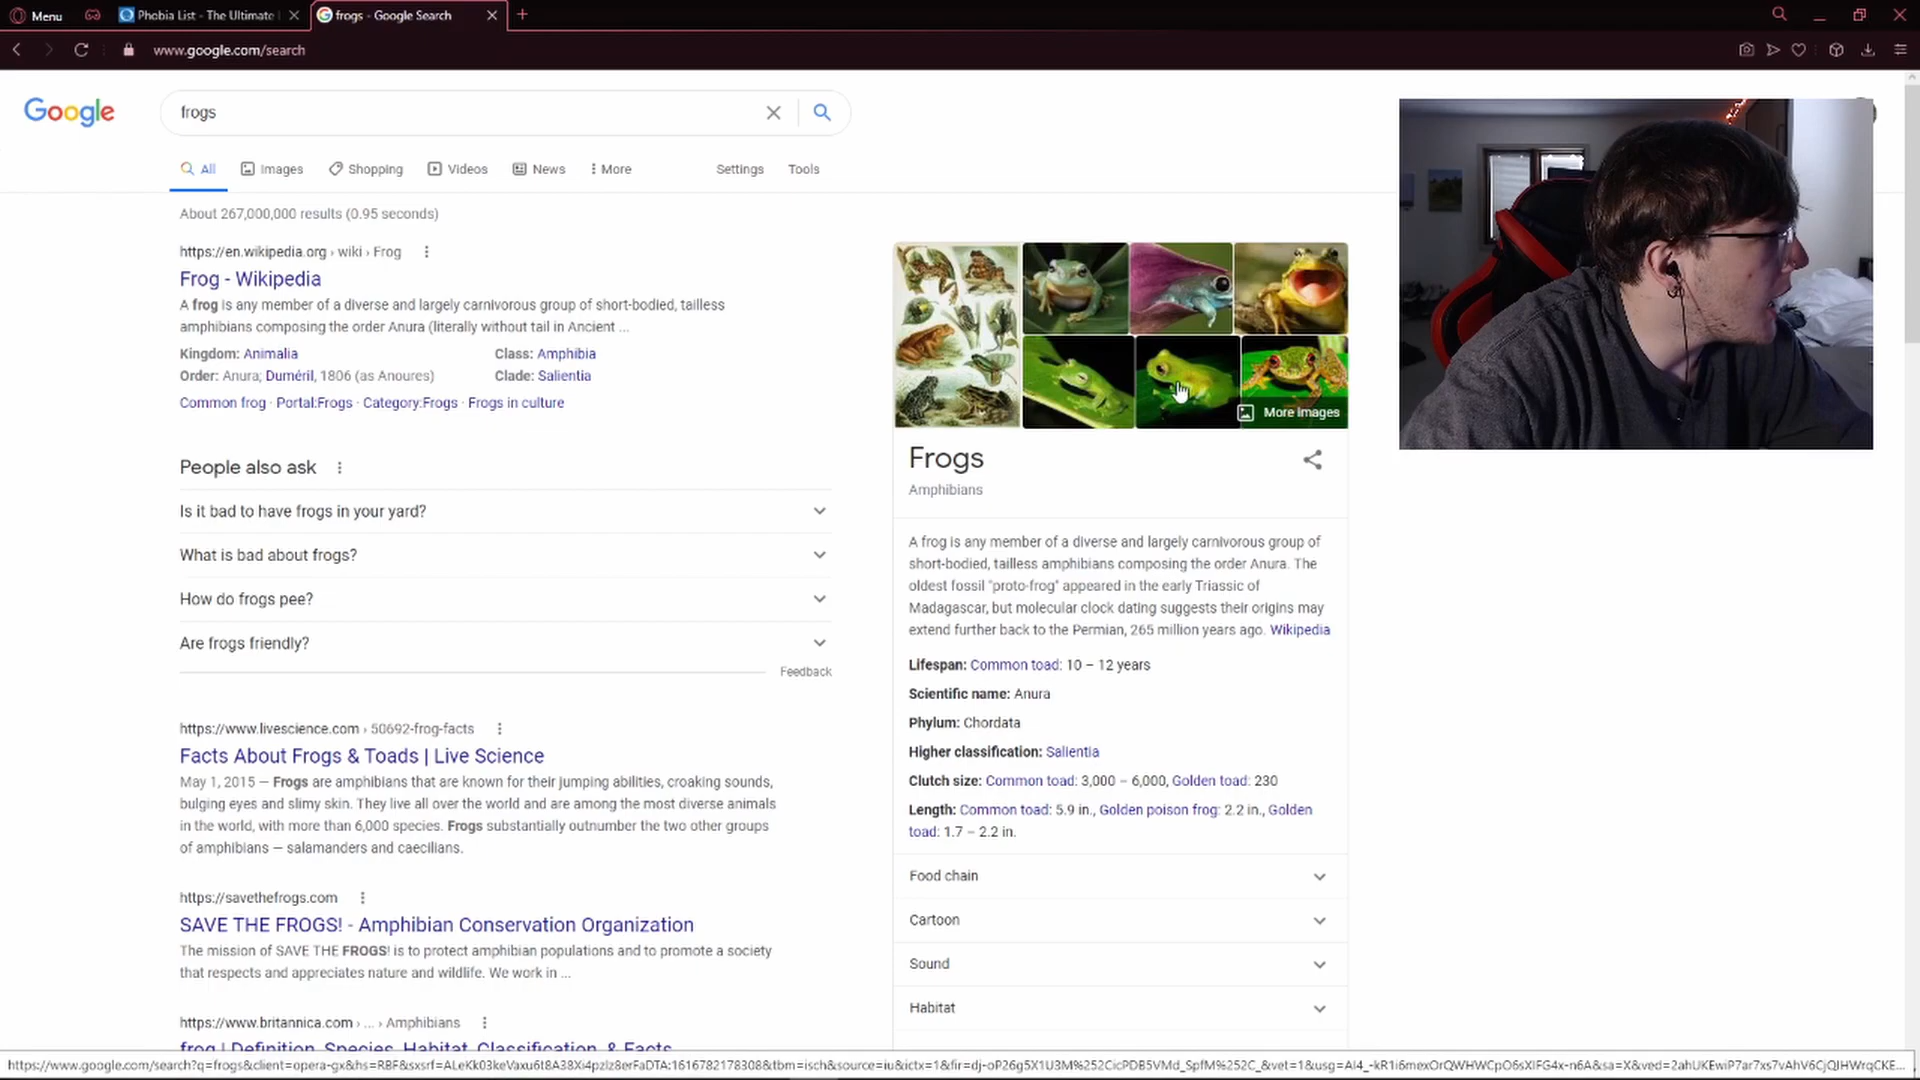 Menu
Phobia List - The Ultimate
frogs - Google Search
www.google.com/search
Google
frogs
All
Images
Shopping
Videos
News
More
Settings
Tools
About 267,000,000 results (0.95 seconds)
https://en.wikipedia.org › wiki › Frog
Frog - Wikipedia
A frog is any member of a diverse and largely carnivorous group of short-bodied, tailless
amphibians composing the order Anura (literally without tail in Ancient ...
Kingdom: Animalia
Class: Amphibia
Order: Anura; Duméril, 1806 (as Anoures)
Clade: Salientia
Common frog · Portal:Frogs · Category:Frogs · Frogs in culture
People also ask
Is it bad to have frogs in your yard?
What is bad about frogs?
How do frogs pee?
Are frogs friendly?
Feedback
https://www.livescience.com › 50692-frog-facts
Facts About Frogs & Toads | Live Science
May 1, 2015 — Frogs are amphibians that are known for their jumping abilities, croaking sounds,
bulging eyes and slimy skin. They live all over the world and are among the most diverse animals
in the world, with more than 6,000 species. Frogs substantially outnumber the two other groups
of amphibians — salamanders and caecilians.
https://savethefrogs.com
SAVE THE FROGS! - Amphibian Conservation Organization
The mission of SAVE THE FROGS! is to protect amphibian populations and to promote a society
that respects and appreciates nature and wildlife. We work in ...
https://www.britannica.com › ... › Amphibians
frog | Definition, Species, Habitat, Classification, & Facts
More images
Frogs
Amphibians
A frog is any member of a diverse and largely carnivorous group of
short-bodied, tailless amphibians composing the order Anura. The
oldest fossil "proto-frog" appeared in the early Triassic of
Madagascar, but molecular clock dating suggests their origins may
extend further back to the Permian, 265 million years ago. Wikipedia
Lifespan: Common toad: 10 – 12 years
Scientific name: Anura
Phylum: Chordata
Higher classification: Salientia
Clutch size: Common toad: 3,000 – 6,000, Golden toad: 230
Length: Common toad: 5.9 in., Golden poison frog: 2.2 in., Golden
toad: 1.7 – 2.2 in.
Food chain
Cartoon
Sound
Habitat